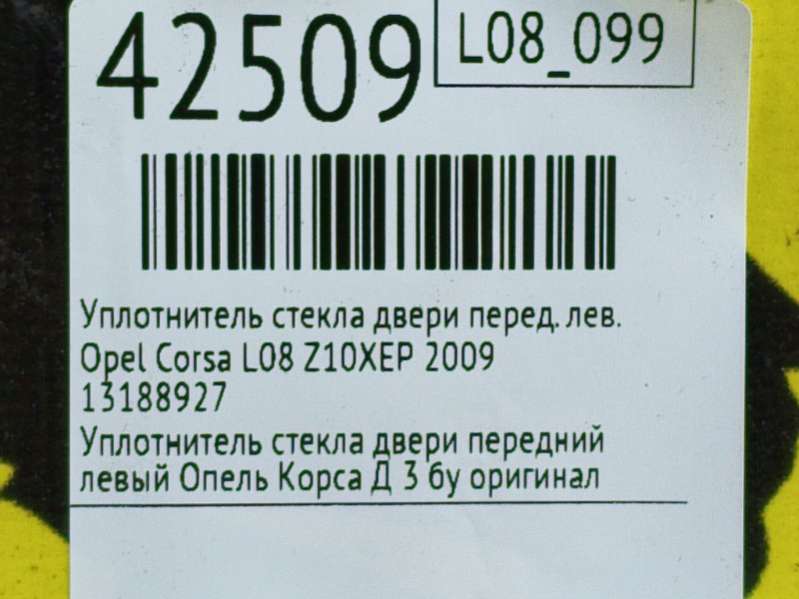 42509
L08_099
Уплотнитель стекла двери перед. лев.
Opel Corsa L08 Z10XEP 2009
13188927
Уплотнитель стекла двери передний
левый Опель Корса Д 3 бу оригинал